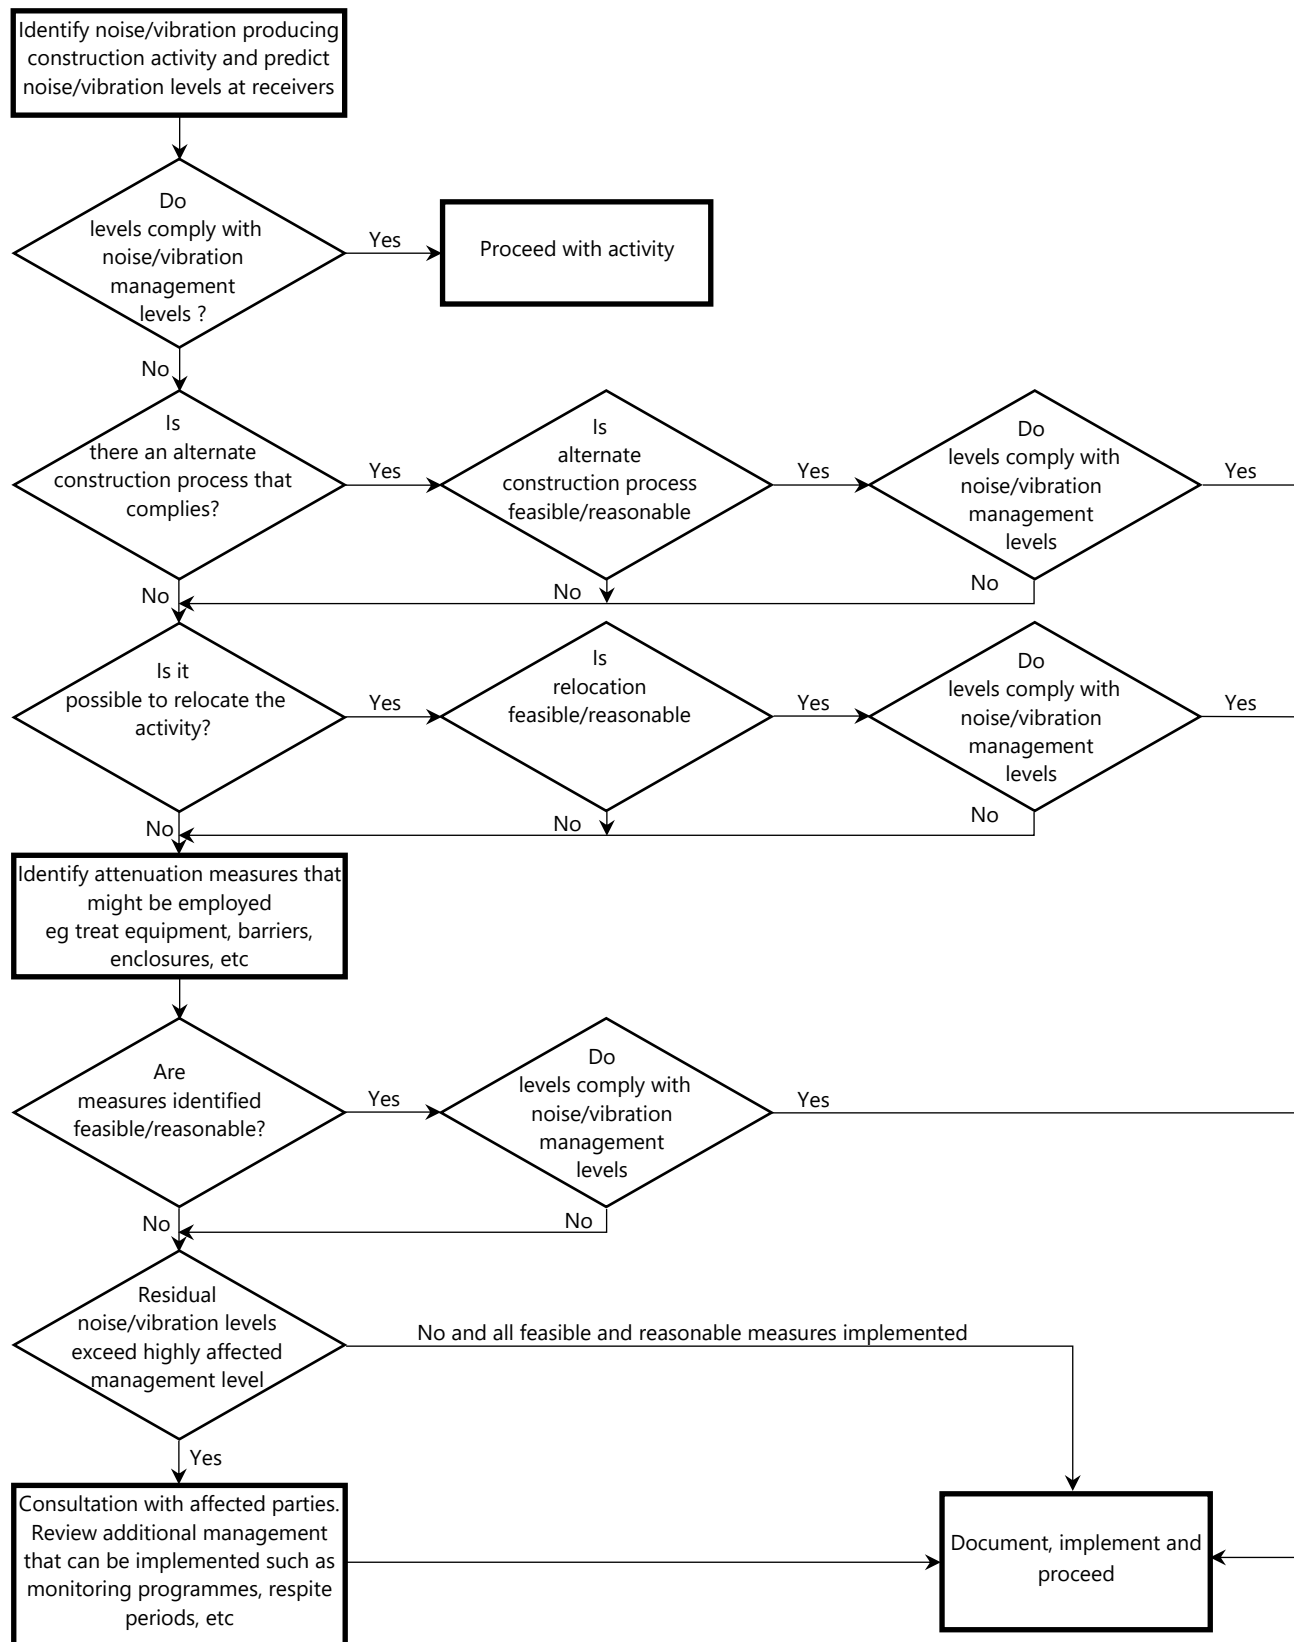 Identify noise/vibration producing
construction activity and predict
noise/vibration levels at receivers
Do
levels comply with
noise/vibration
management
levels ?
Yes
Proceed with activity
No
Is
there an alternate
construction process that
complies?
Yes
Is
alternate
construction process
feasible/reasonable
Yes
Do
levels comply with
noise/vibration
management
levels
Yes
No
No
No
Is it
possible to relocate the
activity?
Yes
Is
relocation
feasible/reasonable
Yes
Do
levels comply with
noise/vibration
management
levels
Yes
No
No
No
Identify attenuation measures that
might be employed
eg treat equipment, barriers,
enclosures, etc
Are
measures identified
feasible/reasonable?
Yes
Do
levels comply with
noise/vibration
management
levels
Yes
No
No
Residual
noise/vibration levels
exceed highly affected
management level
No and all feasible and reasonable measures implemented
Yes
Consultation with affected parties.
Review additional management
that can be implemented such as
monitoring programmes, respite
periods, etc
Document, implement and
proceed